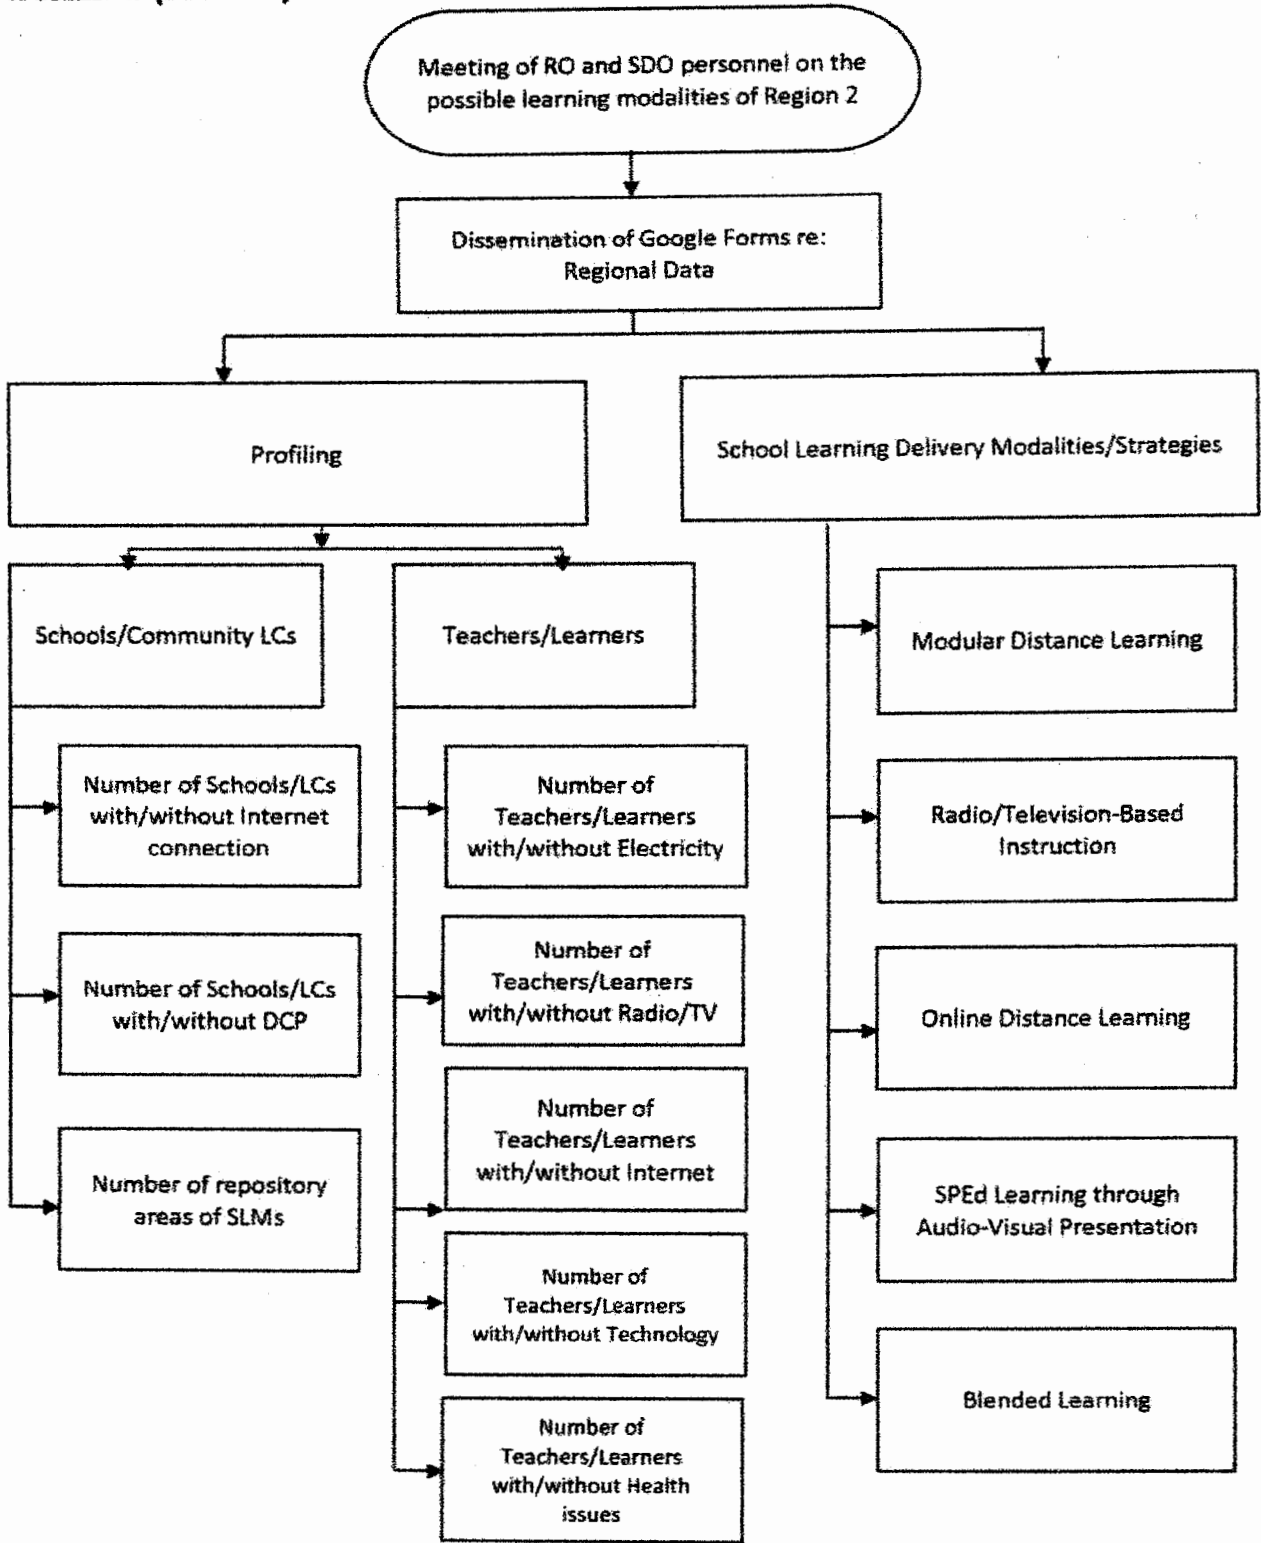 Meeting of RO and SDO personnel on the
possible learning modalities of Region 2
Dissemination of Google Forms re:
Regional Data
Profiling
School Learning Delivery Modalities/Strategies
Schools/Community LCs
Number of Schools/LCs
with/without Internet
connection
Number of Schools/LCs
with/without DCP
Number of repository
areas of SLMs
Teachers/Learners
Number of
Teachers/Learners
with/without Electricity
Number of
Teachers/Learners
with/without Radio/TV
Number of
Teachers/Learners
with/without Internet
Number of
Teachers/Learners
with/without Technology
Number of
Teachers/Learners
with/without Health
issues
Modular Distance Learning
Radio/Television-Based
Instruction
Online Distance Learning
SPEd Learning through
Audio-Visual Presentation
Blended Learning